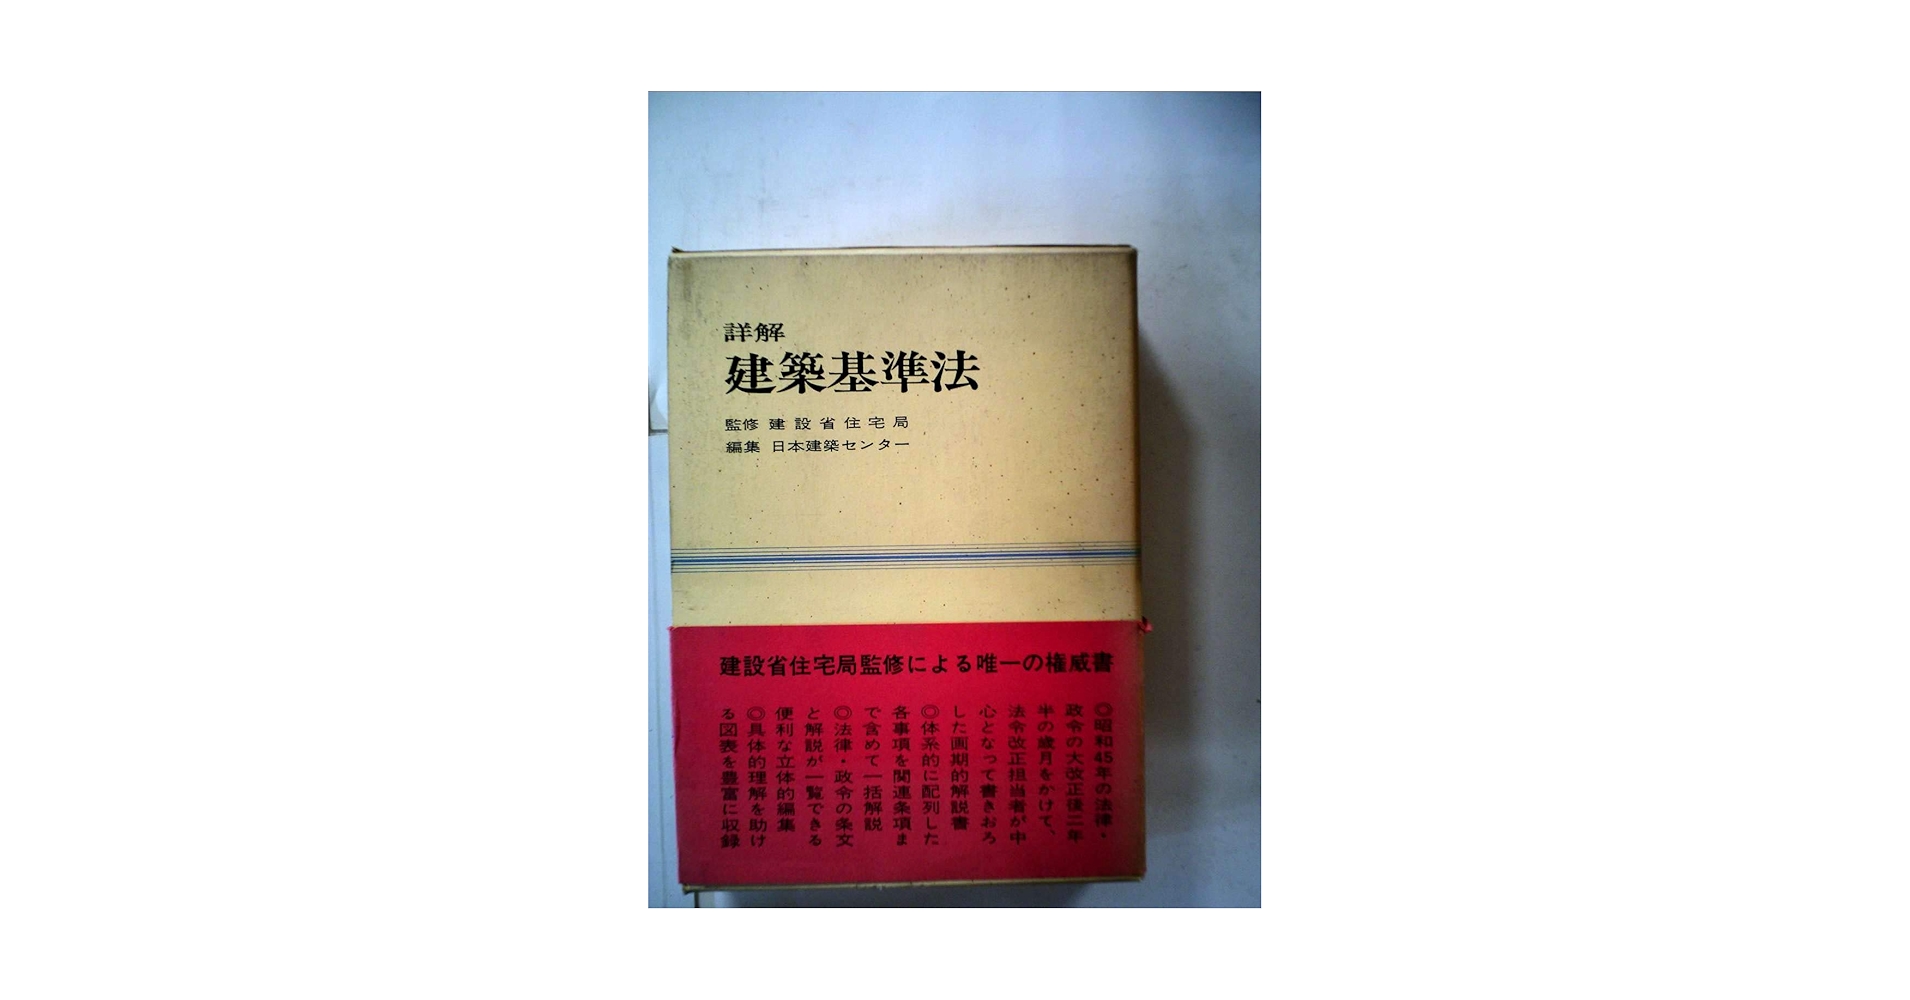 詳解
建築基準法
監修 建設省住宅局
編集 日本建築センター
建設省住宅局監修による唯一の権威書
◎昭和45年の法律・
政令の大改正後二年
半の歳月をかけて、
法令改正担当者が中
心となって書きおろ
した画期的解説書
◎体系的に配列した
各事項を関連条項ま
で含めて一括解説
◎法律・政令の条文
と解説が一覧できる
便利な立体的編集
◎具体的理解を助け
る図表を豊富に収録